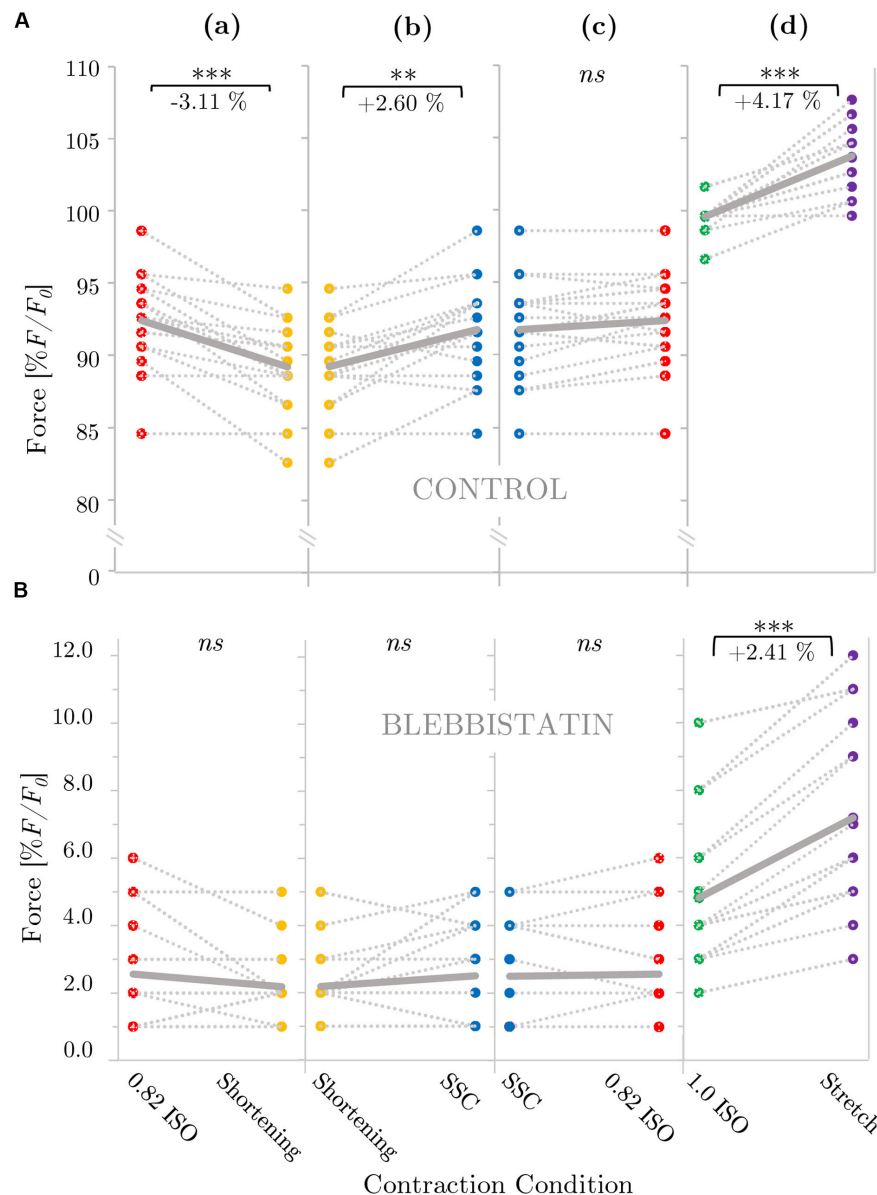 A
(a) (b) (c) (d)
110
*** ** ns ***
-3.11 % +2.60 % +4.17 %
105
100
95
90
85
80
0
Force [%F/F0]
CONTROL
B
ns ns ns ***
+2.41 %
12.0
10.0
8.0
6.0
4.0
2.0
0.0
Force [%F/F0]
BLEBBISTATIN
0.82 ISO Shortening Shortening SSC SSC 0.82 ISO 1.0 ISO Stretch
Contraction Condition